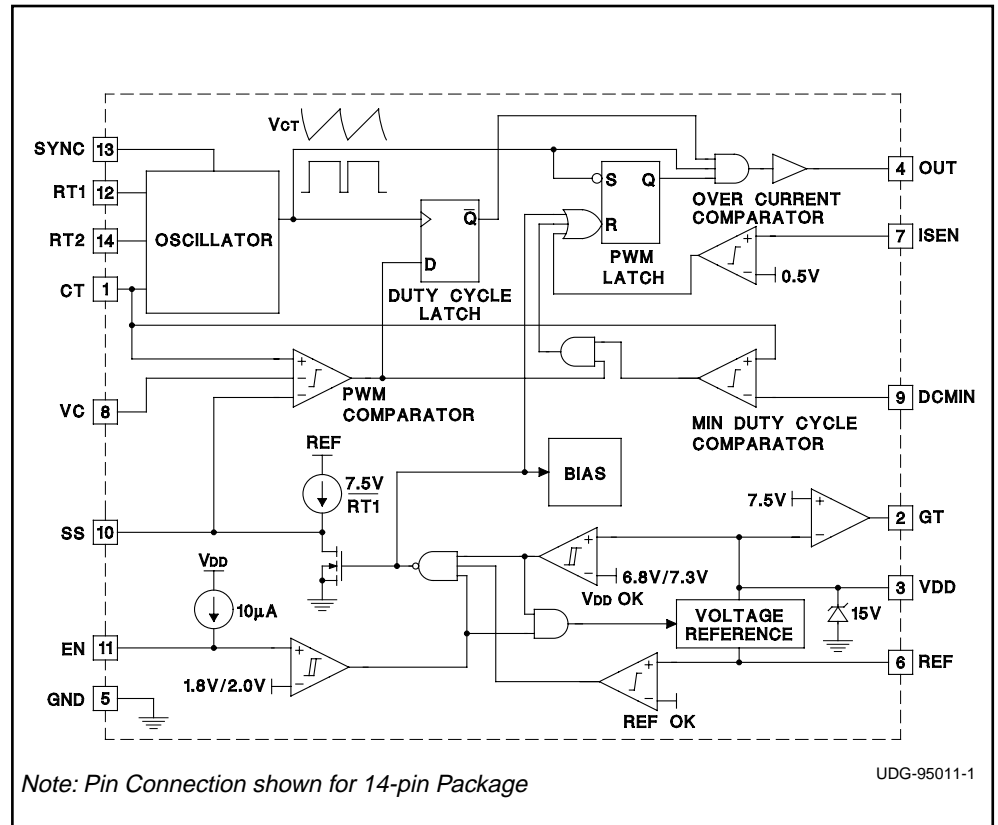 VCT
SYNC 13
RT1 12
RT2 14
CT 1
OSCILLATOR
Q
D
DUTY CYCLE
LATCH
S Q
R
PWM
LATCH
4 OUT
OVER CURRENT
COMPARATOR
7 ISEN
+
−
0.5V
+
−
−
PWM
COMPARATOR
VC 8
+
−
9 DCMIN
MIN DUTY CYCLE
COMPARATOR
REF
7.5V
RT1
BIAS
SS 10
7.5V
+
−
2 GT
+
−
6.8V/7.3V
VDD OK
3 VDD
15V
VDD
10µA
VOLTAGE
REFERENCE
EN 11
+
−
1.8V/2.0V
+
−
REF OK
6 REF
GND 5
Note: Pin Connection shown for 14-pin Package
UDG-95011-1